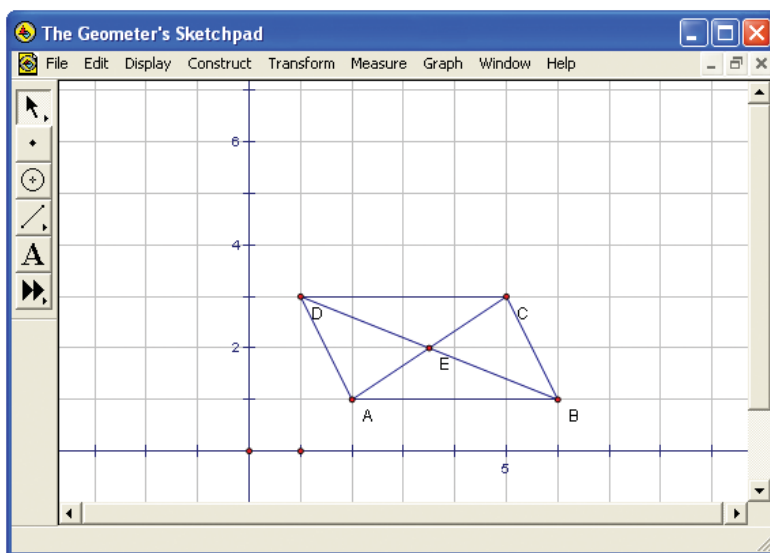 The Geometer's Sketchpad
File Edit Display Construct Transform Measure Graph Window Help
A
6
4
D C
2
E
A B
5